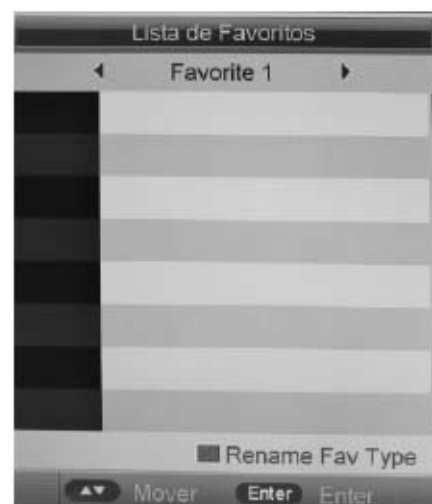 Lista de Favoritos
Favorite 1
Rename Fav Type
Mover Enter Enter